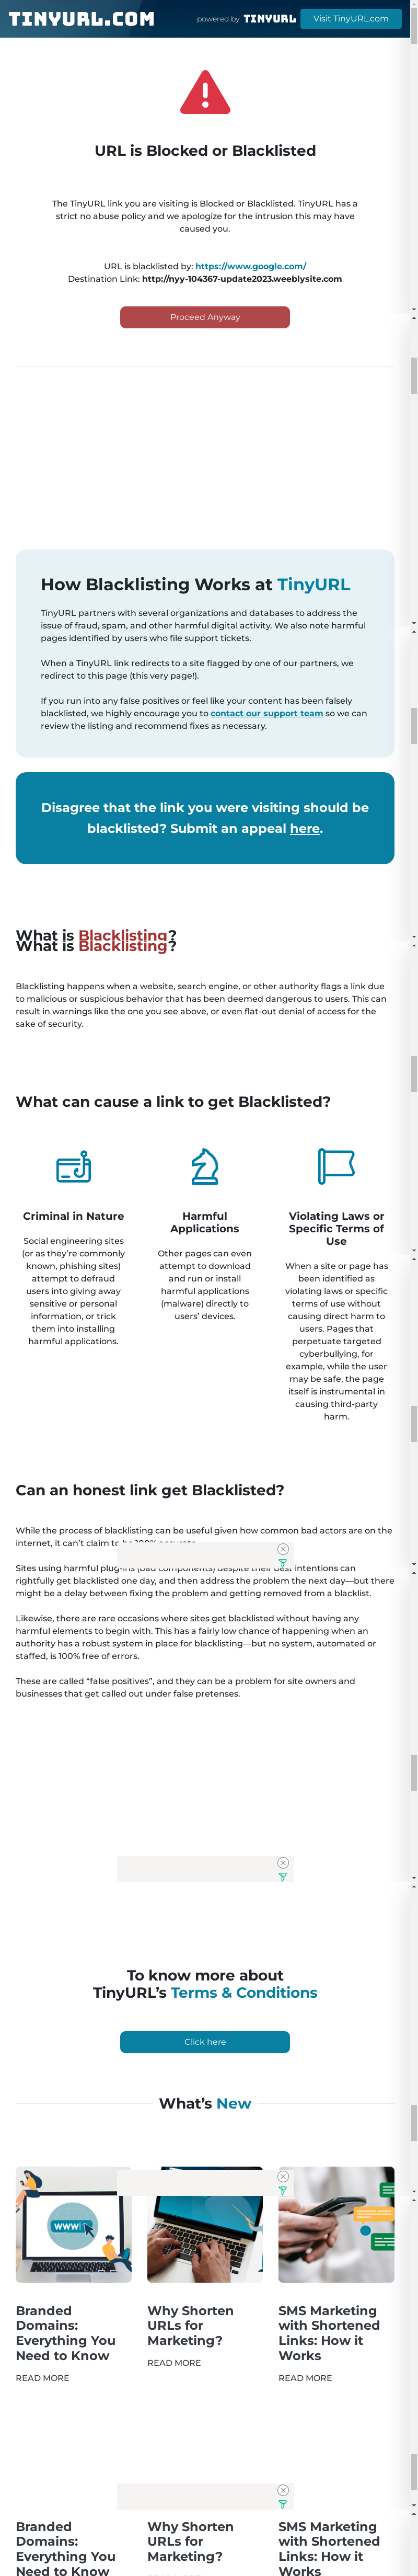 TINYURL.COM
powered by TINYURL
Visit TinyURL.com
URL is Blocked or Blacklisted
The TinyURL link you are visiting is Blocked or Blacklisted. TinyURL has a
strict no abuse policy and we apologize for the intrusion this may have
caused you.
URL is blacklisted by: https://www.google.com/
Destination Link: http://nyy-104367-update2023.weeblysite.com
Proceed Anyway
How Blacklisting Works at TinyURL
TinyURL partners with several organizations and databases to address the
issue of fraud, spam, and other harmful digital activity. We also note harmful
pages identified by users who file support tickets.
When a TinyURL link redirects to a site flagged by one of our partners, we
redirect to this page (this very page!).
If you run into any false positives or feel like your content has been falsely
blacklisted, we highly encourage you to contact our support team so we can
review the listing and recommend fixes as necessary.
Disagree that the link you were visiting should be
blacklisted? Submit an appeal here.
What is Blacklisting?
What is Blacklisting?
Blacklisting happens when a website, search engine, or other authority flags a link due
to malicious or suspicious behavior that has been deemed dangerous to users. This can
result in warnings like the one you see above, or even flat-out denial of access for the
sake of security.
What can cause a link to get Blacklisted?
Criminal in Nature
Social engineering sites
(or as they're commonly
known, phishing sites)
attempt to defraud
users into giving away
sensitive or personal
information, or trick
them into installing
harmful applications.
Harmful
Applications
Other pages can even
attempt to download
and run or install
harmful applications
(malware) directly to
users' devices.
Violating Laws or
Specific Terms of
Use
When a site or page has
been identified as
violating laws or specific
terms of use without
causing direct harm to
users. Pages that
perpetuate targeted
cyberbullying, for
example, while the user
may be safe, the page
itself is instrumental in
causing third-party
harm.
Can an honest link get Blacklisted?
While the process of blacklisting can be useful given how common bad actors are on the
internet, it can't claim to be 100% accurate.
Sites using harmful plug-ins (bad components) despite their best intentions can
rightfully get blacklisted one day, and then address the problem the next day—but there
might be a delay between fixing the problem and getting removed from a blacklist.
Likewise, there are rare occasions where sites get blacklisted without having any
harmful elements to begin with. This has a fairly low chance of happening when an
authority has a robust system in place for blacklisting—but no system, automated or
staffed, is 100% free of errors.
These are called "false positives", and they can be a problem for site owners and
businesses that get called out under false pretenses.
To know more about
TinyURL's Terms & Conditions
Click here
What's New
WWW
Branded
Domains:
Everything You
Need to Know
READ MORE
Why Shorten
URLs for
Marketing?
READ MORE
SMS Marketing
with Shortened
Links: How it
Works
READ MORE
Branded
Domains:
Everything You
Need to Know
Why Shorten
URLs for
Marketing?
SMS Marketing
with Shortened
Links: How it
Works